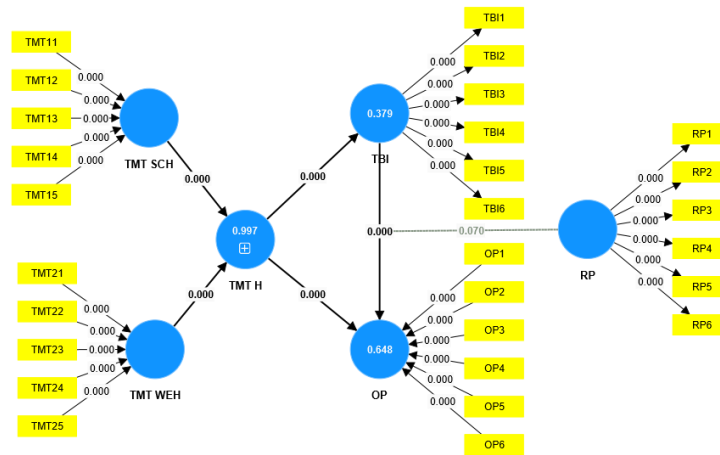 TMT11
TMT12
TMT13
TMT14
TMT15
0.000
0.000
0.000
0.000
0.000
TMT SCH
0.000
TMT21
TMT22
TMT23
TMT24
TMT25
0.000
0.000
0.000
0.000
0.000
TMT WEH
0.000
0.997
TMT H
0.000
0.000
0.379
TBI
0.000
0.000
0.000
0.000
0.000
0.000
TBI1
TBI2
TBI3
TBI4
TBI5
TBI6
0.000
0.070
0.648
OP
0.000
0.000
0.000
0.000
0.000
0.000
OP1
OP2
OP3
OP4
OP5
OP6
RP
0.000
0.000
0.000
0.000
0.000
0.000
RP1
RP2
RP3
RP4
RP5
RP6